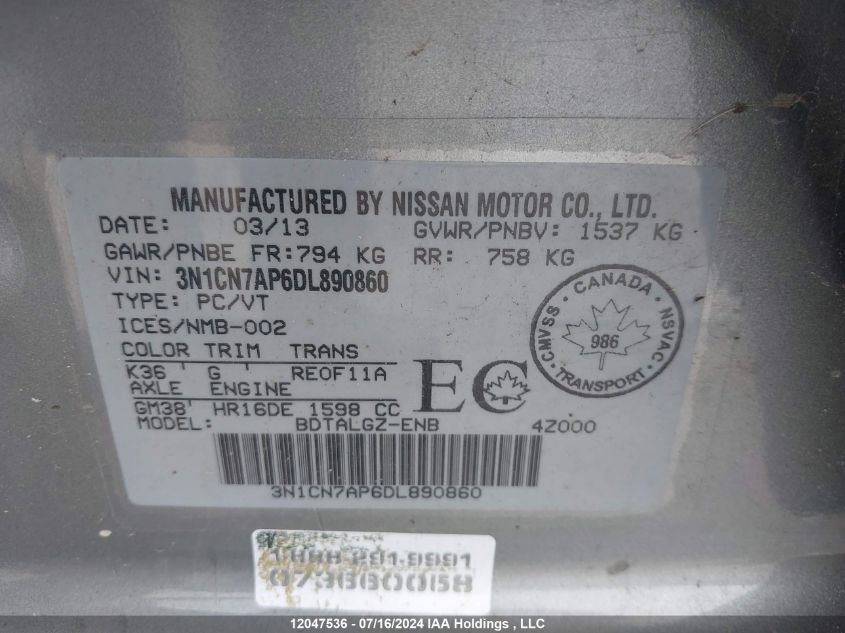 MANUFACTURED BY NISSAN MOTOR CO., LTD.
DATE: 03/13 GVWR/PNBV: 1537 KG
GAWR/PNBE FR:794 KG RR: 758 KG
VIN: 3N1CN7AP6DL890860
TYPE: PC/VT
ICES/NMB-002
COLOR TRIM TRANS
K36 ' G ' RE0F11A
AXLE ENGINE
GM38' HR16DE 1598 CC
MODEL: BDTALGZ-ENB 4Z000
EC
CANADA
CMVSS · NSVAC
986
TRANSPORT
3N1CN7AP6DL890860
12047536 - 07/16/2024 IAA Holdings , LLC